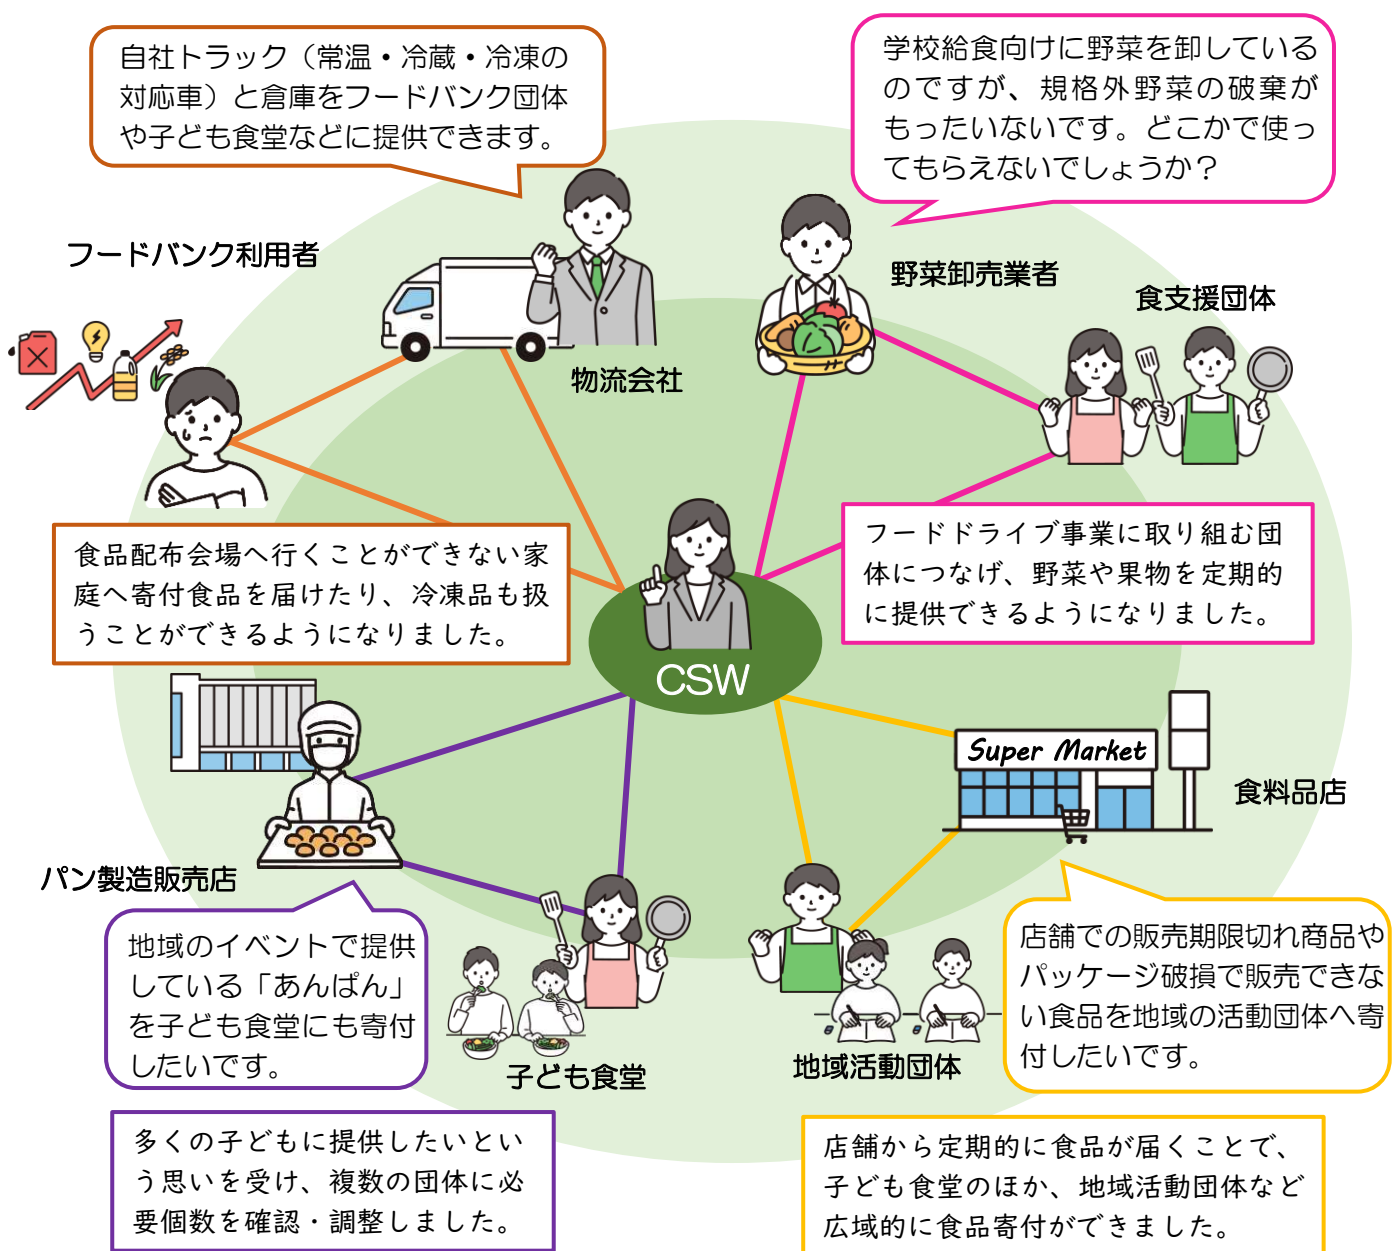 自社トラック（常温・冷蔵・冷凍の
対応車）と倉庫をフードバンク団体
や子ども食堂などに提供できます。
学校給食向けに野菜を卸している
のですが、規格外野菜の破棄が
もったいないです。どこかで使っ
てもらえないでしょうか？
フードバンク利用者
物流会社
野菜卸売業者
食支援団体
食品配布会場へ行くことができない家
庭へ寄付食品を届けたり、冷凍品も扱
うことができるようになりました。
フードドライブ事業に取り組む団
体につなげ、野菜や果物を定期的
に提供できるようになりました。
CSW
Super Market
食料品店
パン製造販売店
地域のイベントで提供
している「あんぱん」
を子ども食堂にも寄付
したいです。
子ども食堂
地域活動団体
店舗での販売期限切れ商品や
パッケージ破損で販売できな
い食品を地域の活動団体へ寄
付したいです。
多くの子どもに提供したいとい
う思いを受け、複数の団体に必
要個数を確認・調整しました。
店舗から定期的に食品が届くことで、
子ども食堂のほか、地域活動団体など
広域的に食品寄付ができました。